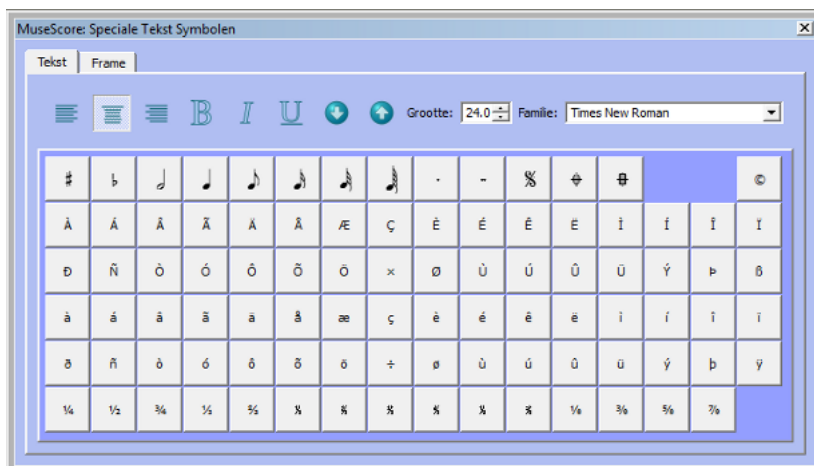 MuseScore: Speciale Tekst Symbolen
Tekst Frame
B I U Grootte: 24.0 Familie: Times New Roman
♯ ♭ 𝅗𝅥 𝅘𝅥 𝅘𝅥𝅮 𝅘𝅥𝅯 𝅘𝅥𝅰 𝅘𝅥𝅱 . - 𝄋 𝄌 ©
À Á Â Ã Ä Å Æ Ç È É Ê Ë Ì Í Î Ï
Ð Ñ Ò Ó Ô Õ Ö × Ø Ù Ú Û Ü Ý Þ ß
à á â ã ä å æ ç è é ê ë ì í î ï
ð ñ ò ó ô õ ö ÷ ø ù ú û ü ý þ ÿ
¼ ½ ¾ ⅓ ⅔ ⅛ ⅜ ⅝ ⅞